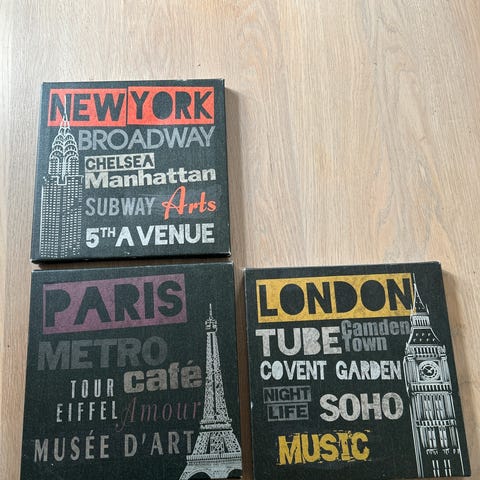 NEW YORK
BROADWAY
CHELSEA
Manhattan
SUBWAY Arts
5TH AVENUE
PARIS
METRO
café
TOUR
EIFFEL Amour
MUSÉE D'ART
LONDON
TUBE Camden
Town
COVENT GARDEN
NIGHT
LIFE SOHO
MUSIC